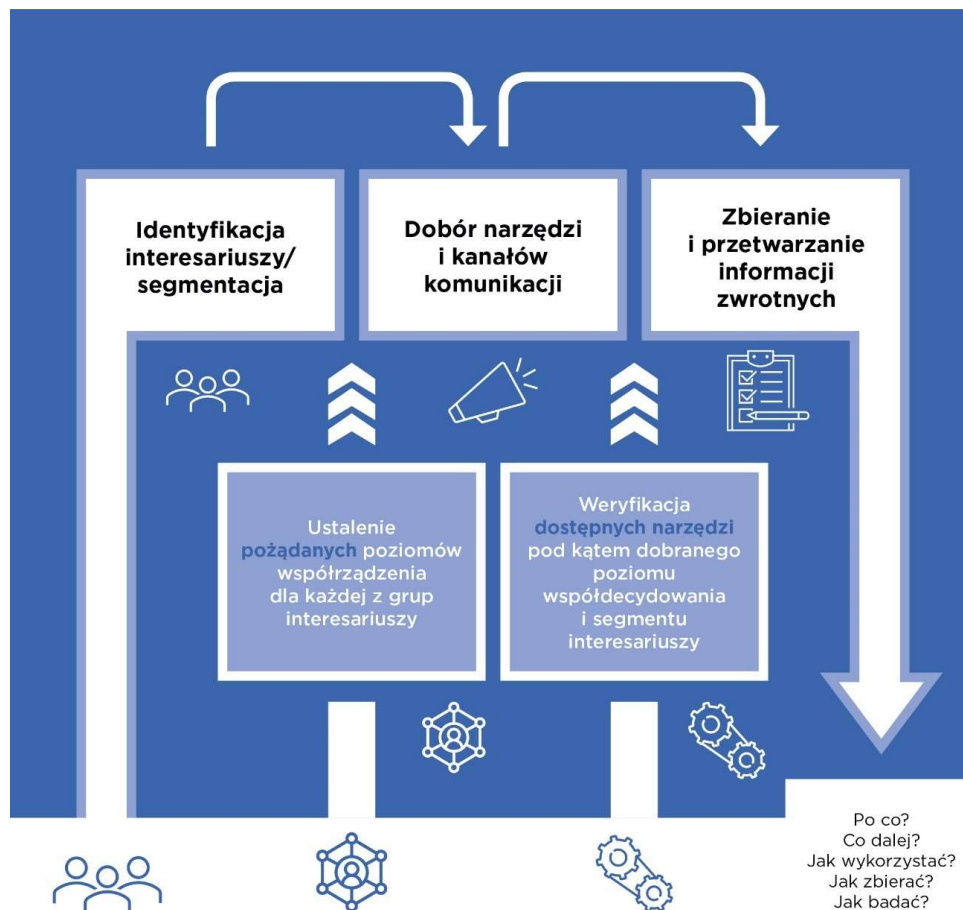 Identyfikacja
interesariuszy/
segmentacja
Dobór narzędzi
i kanałów
komunikacji
Zbieranie
i przetwarzanie
informacji
zwrotnych
Ustalenie
pożądanych poziomów
współrządzenia
dla każdej z grup
interesariuszy
Weryfikacja
dostępnych narzędzi
pod kątem dobranego
poziomu
współdecydowania
i segmentu
interesariuszy
Po co?
Co dalej?
Jak wykorzystać?
Jak zbierać?
Jak badać?